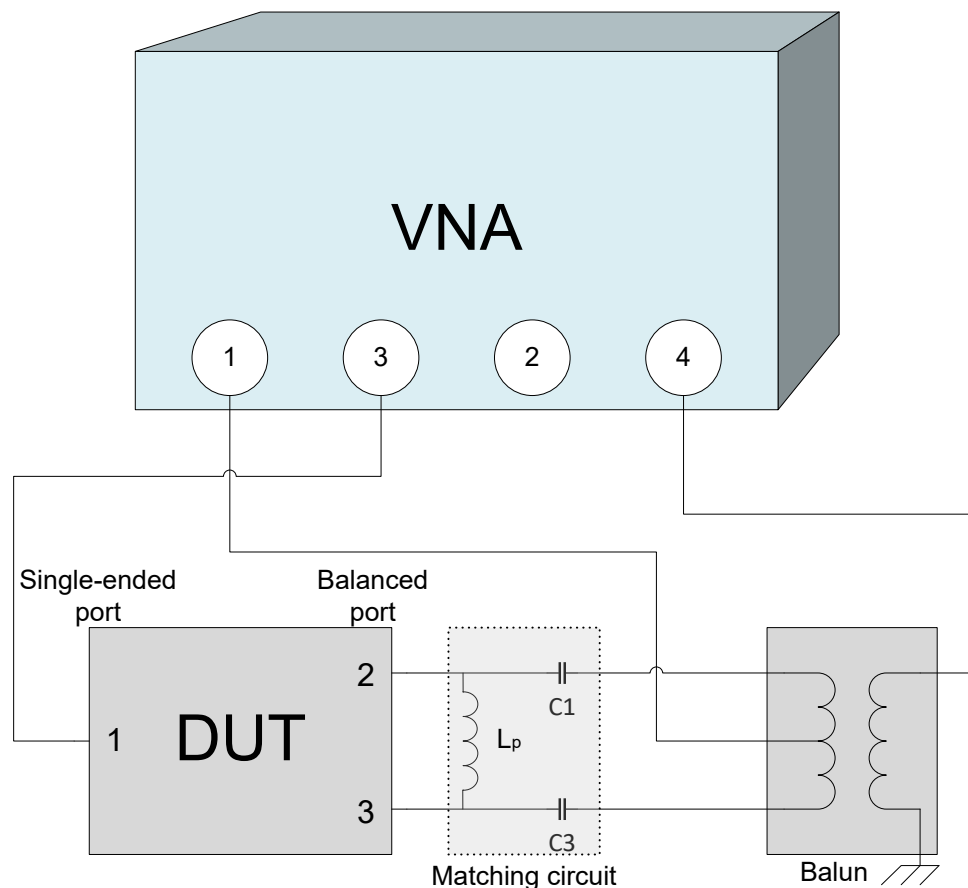 VNA
1 3 2 4
Single-ended
port
Balanced
port
2
1
DUT
3
C1
Lp
C3
Matching circuit
Balun